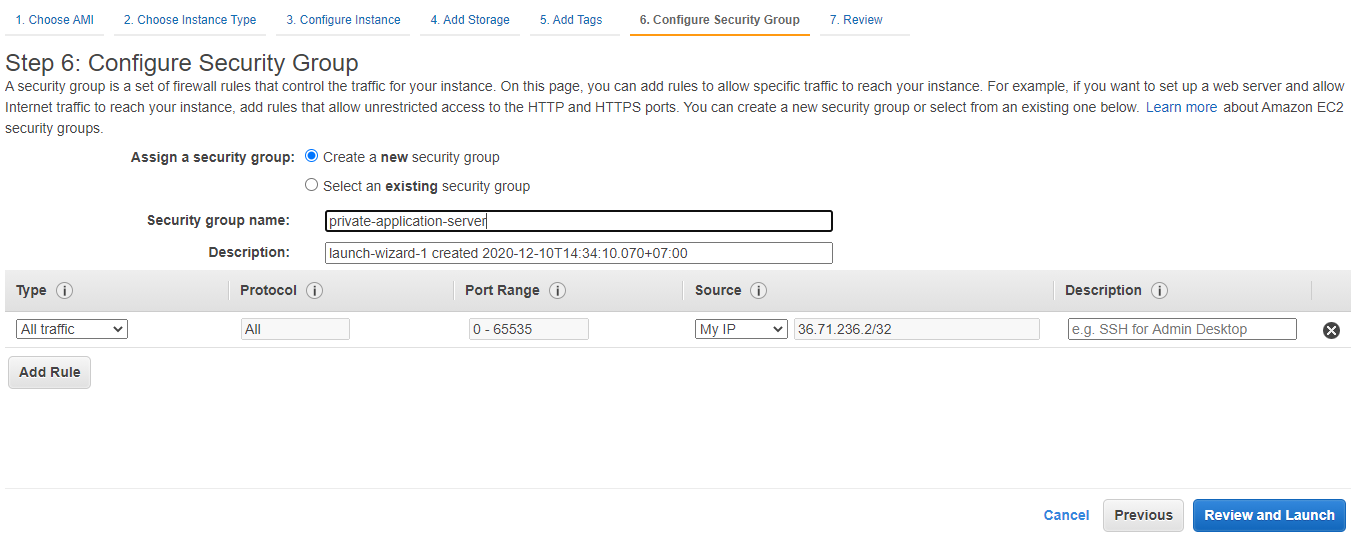 1. Choose AMI 2. Choose Instance Type 3. Configure Instance 4. Add Storage 5. Add Tags 6. Configure Security Group 7. Review
Step 6: Configure Security Group
A security group is a set of firewall rules that control the traffic for your instance. On this page, you can add rules to allow specific traffic to reach your instance. For example, if you want to set up a web server and allow
Internet traffic to reach your instance, add rules that allow unrestricted access to the HTTP and HTTPS ports. You can create a new security group or select from an existing one below. Learn more about Amazon EC2
security groups.
Assign a security group: Create a new security group
Select an existing security group
Security group name: private-application-server
Description: launch-wizard-1 created 2020-12-10T14:34:10.070+07:00
Type i Protocol i Port Range i Source i Description i
All traffic All 0 - 65535 My IP 36.71.236.2/32 e.g. SSH for Admin Desktop
Add Rule
Cancel Previous Review and Launch